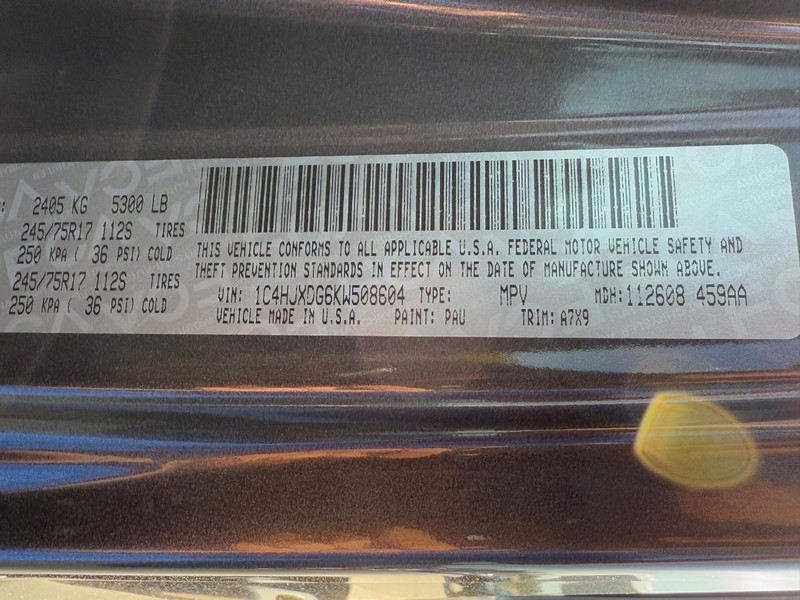 : 2405 KG 5300 LB
245/75R17 112S TIRES
250 KPA ( 36 PSI) COLD
245/75R17 112S TIRES
250 KPA ( 36 PSI) COLD
THIS VEHICLE CONFORMS TO ALL APPLICABLE U.S.A. FEDERAL MOTOR VEHICLE SAFETY AND
THEFT PREVENTION STANDARDS IN EFFECT ON THE DATE OF MANUFACTURE SHOWN ABOVE.
VIN: 1C4HJXDG6KW508604 TYPE: MPV MDH:112608 459AA
VEHICLE MADE IN U.S.A. PAINT: PAU TRIM: A7X9